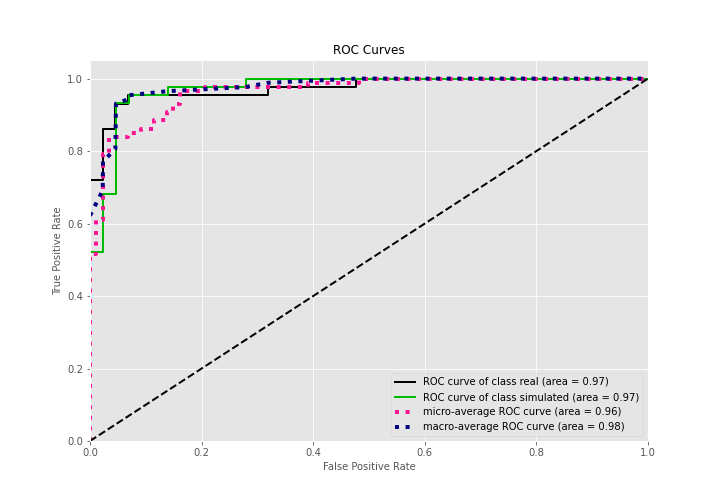 ROC Curves
1.0
0.8
0.6
0.4
0.2
0.0
True Positive Rate
0.0 0.2 0.4 0.6 0.8 1.0
False Positive Rate
ROC curve of class real (area = 0.97)
ROC curve of class simulated (area = 0.97)
micro-average ROC curve (area = 0.96)
macro-average ROC curve (area = 0.98)